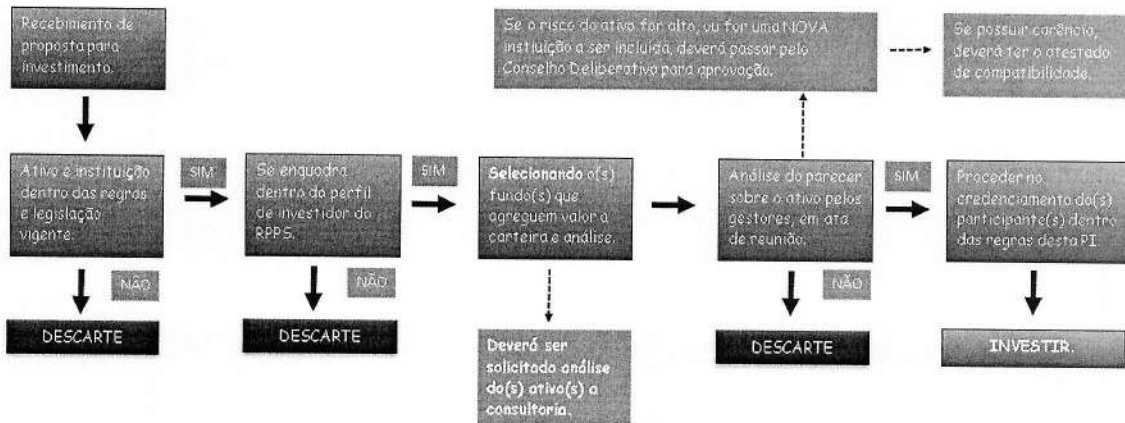 Recebimento de
proposta para
investimento.
Se o risco do ativo for alto, ou for uma NOVA
instiuição a ser incluida, deverá passar pelo
Conselho Deliberativo para aprovação.
Se possuir carência,
deverá ter o atestado
de compatibilidade.
Ativo e instituição
dentro das regras
e legislação
vigente.
SIM
Se enquadra
dentro do perfil
de investidor do
RPPS.
SIM
Selecionando o(s)
fundo(s) que
agreguem valor a
carteira e análise.
Análise do parecer
sobre o ativo pelos
gestores, em ata
de reunião.
SIM
Proceder no
credenciamento do(s)
participante(s) dentro
das regras desta PI
NÃO
NÃO
NÃO
DESCARTE
DESCARTE
Deverá ser
solicitado análise
do(s) ativo(s) a
consultoria.
DESCARTE
INVESTIR.